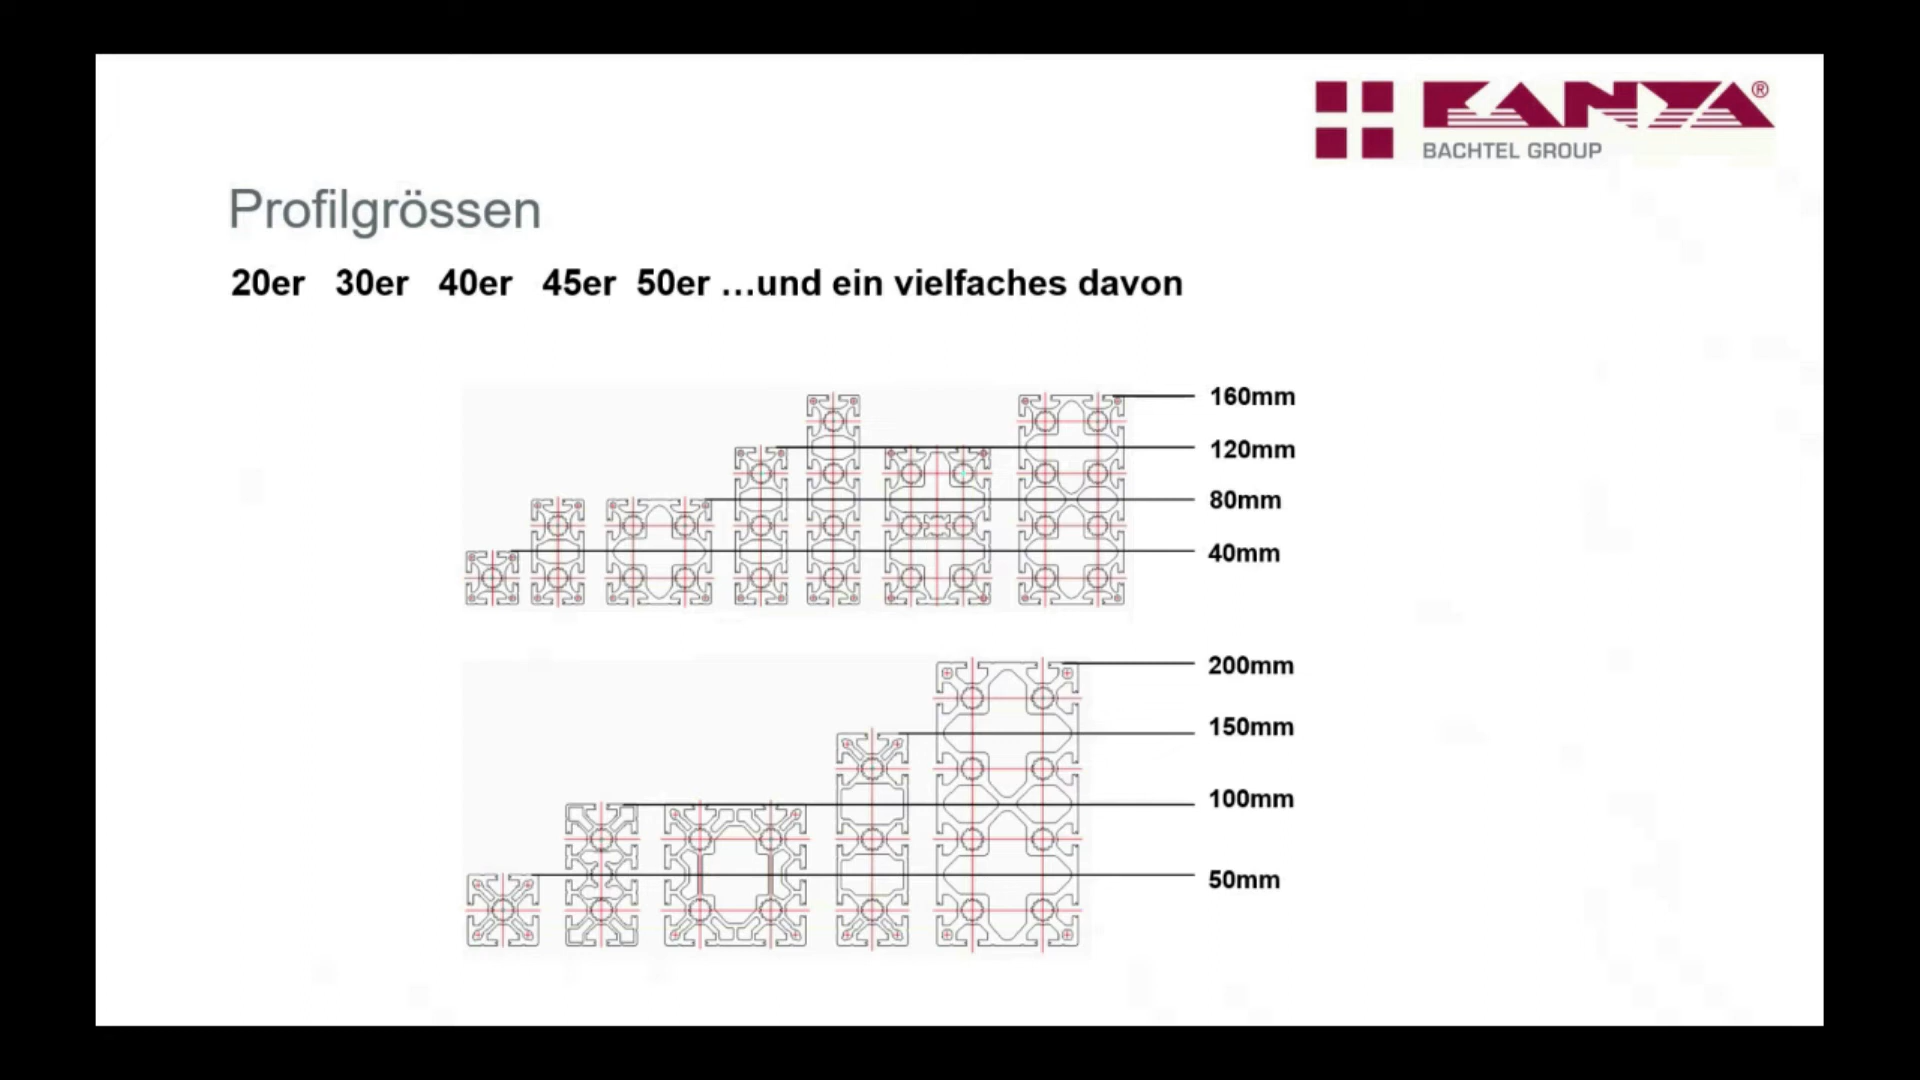 KANYA®
BACHTEL GROUP
Profilgrössen
20er 30er 40er 45er 50er ...und ein vielfaches davon
160mm
120mm
80mm
40mm
200mm
150mm
100mm
50mm